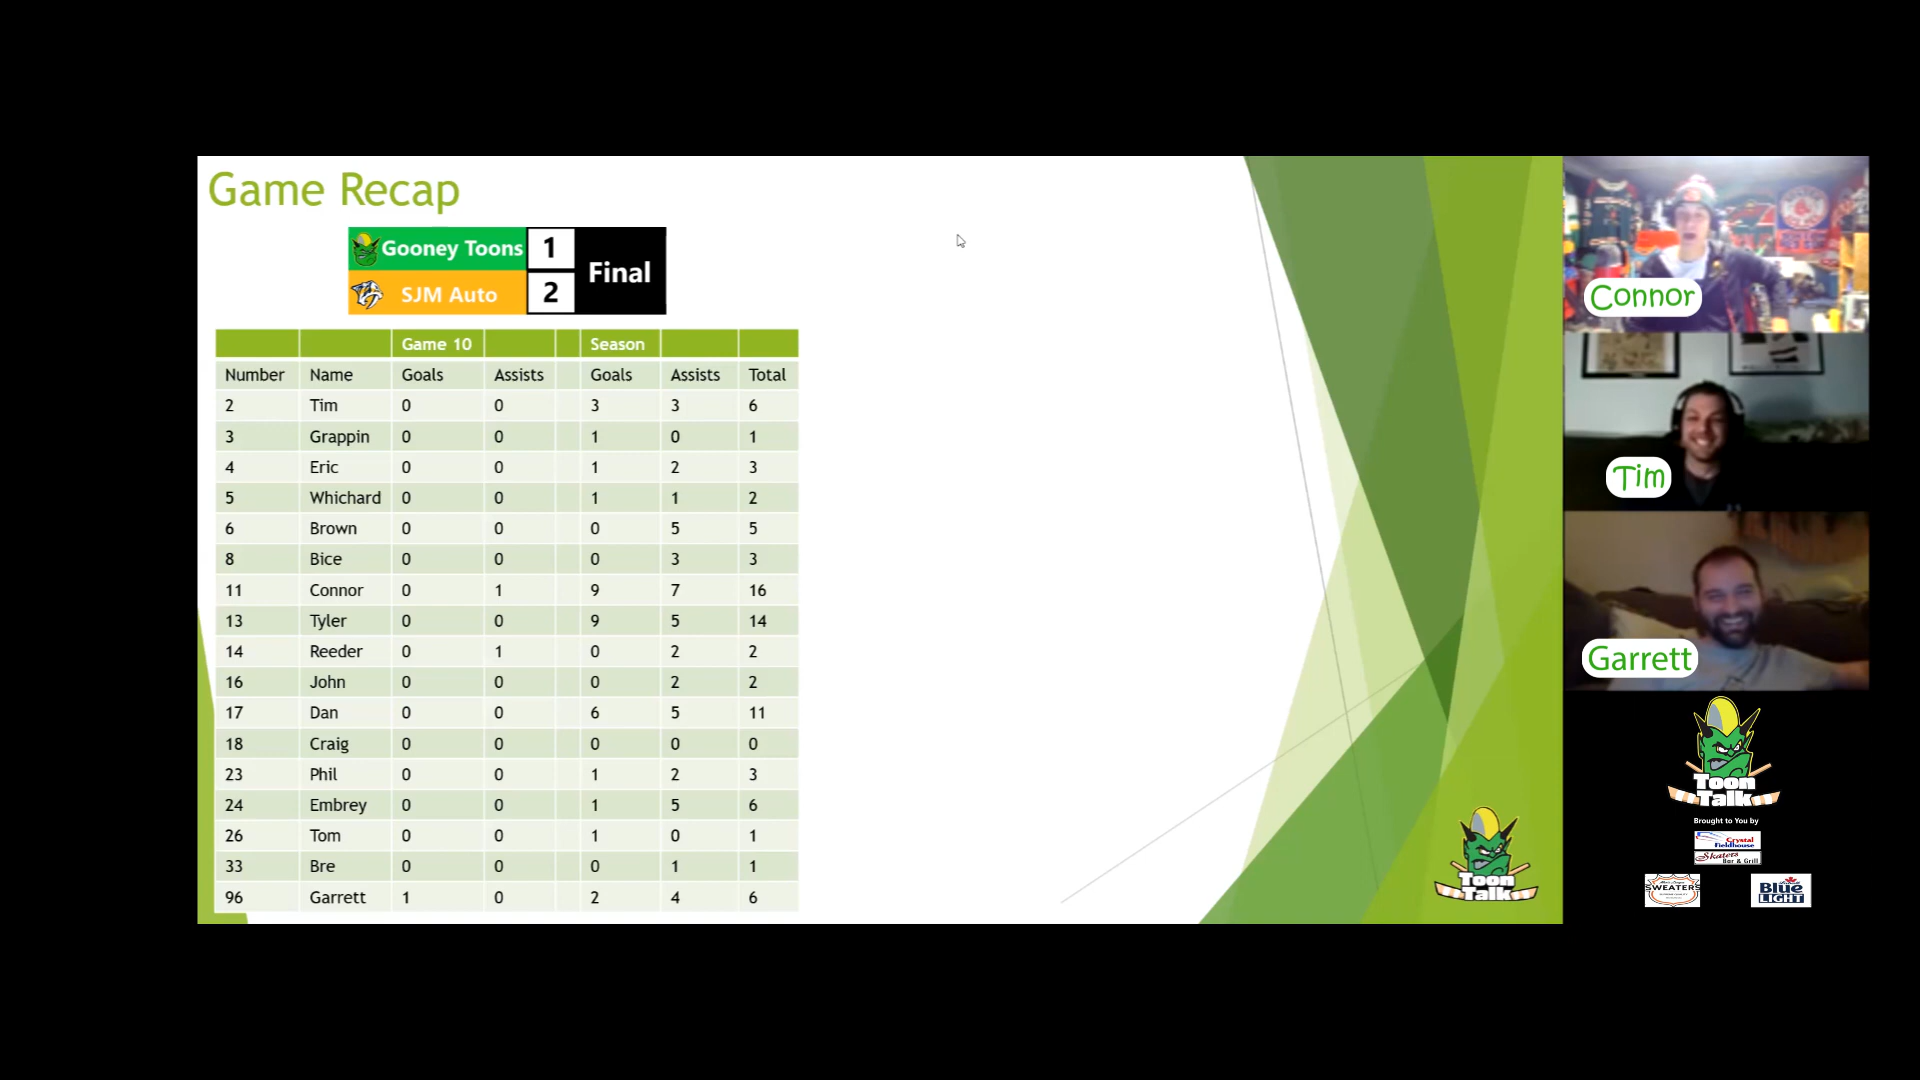 Game Recap
Gooney Toons 1
Final
SJM Auto 2
Game 10 Season
Number Name Goals Assists Goals Assists Total
2 Tim 0 0 3 3 6
3 Grappin 0 0 1 0 1
4 Eric 0 0 1 2 3
5 Whichard 0 0 1 1 2
6 Brown 0 0 0 5 5
8 Bice 0 0 0 3 3
11 Connor 0 1 9 7 16
13 Tyler 0 0 9 5 14
14 Reeder 0 1 0 2 2
16 John 0 0 0 2 2
17 Dan 0 0 6 5 11
18 Craig 0 0 0 0 0
23 Phil 0 0 1 2 3
24 Embrey 0 0 1 5 6
26 Tom 0 0 1 0 1
33 Bre 0 0 0 1 1
96 Garrett 1 0 2 4 6
Toon
Talk
Connor
Tim
Garrett
Toon
Talk
Brought to You by
Crystal
Fieldhouse
Skaters
Bar & Grill
SWEATERS
Blue
LIGHT